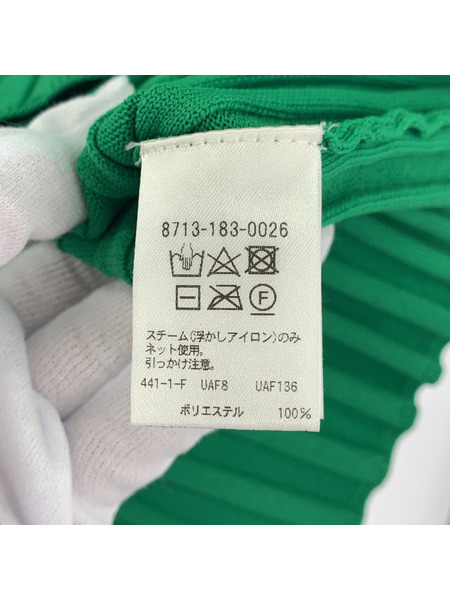 8713-183-0026
F
スチーム(浮かしアイロン)のみ
ネット使用。
引っかけ注意。
441-1-F UAF8 UAF136
ポリエステル 100%